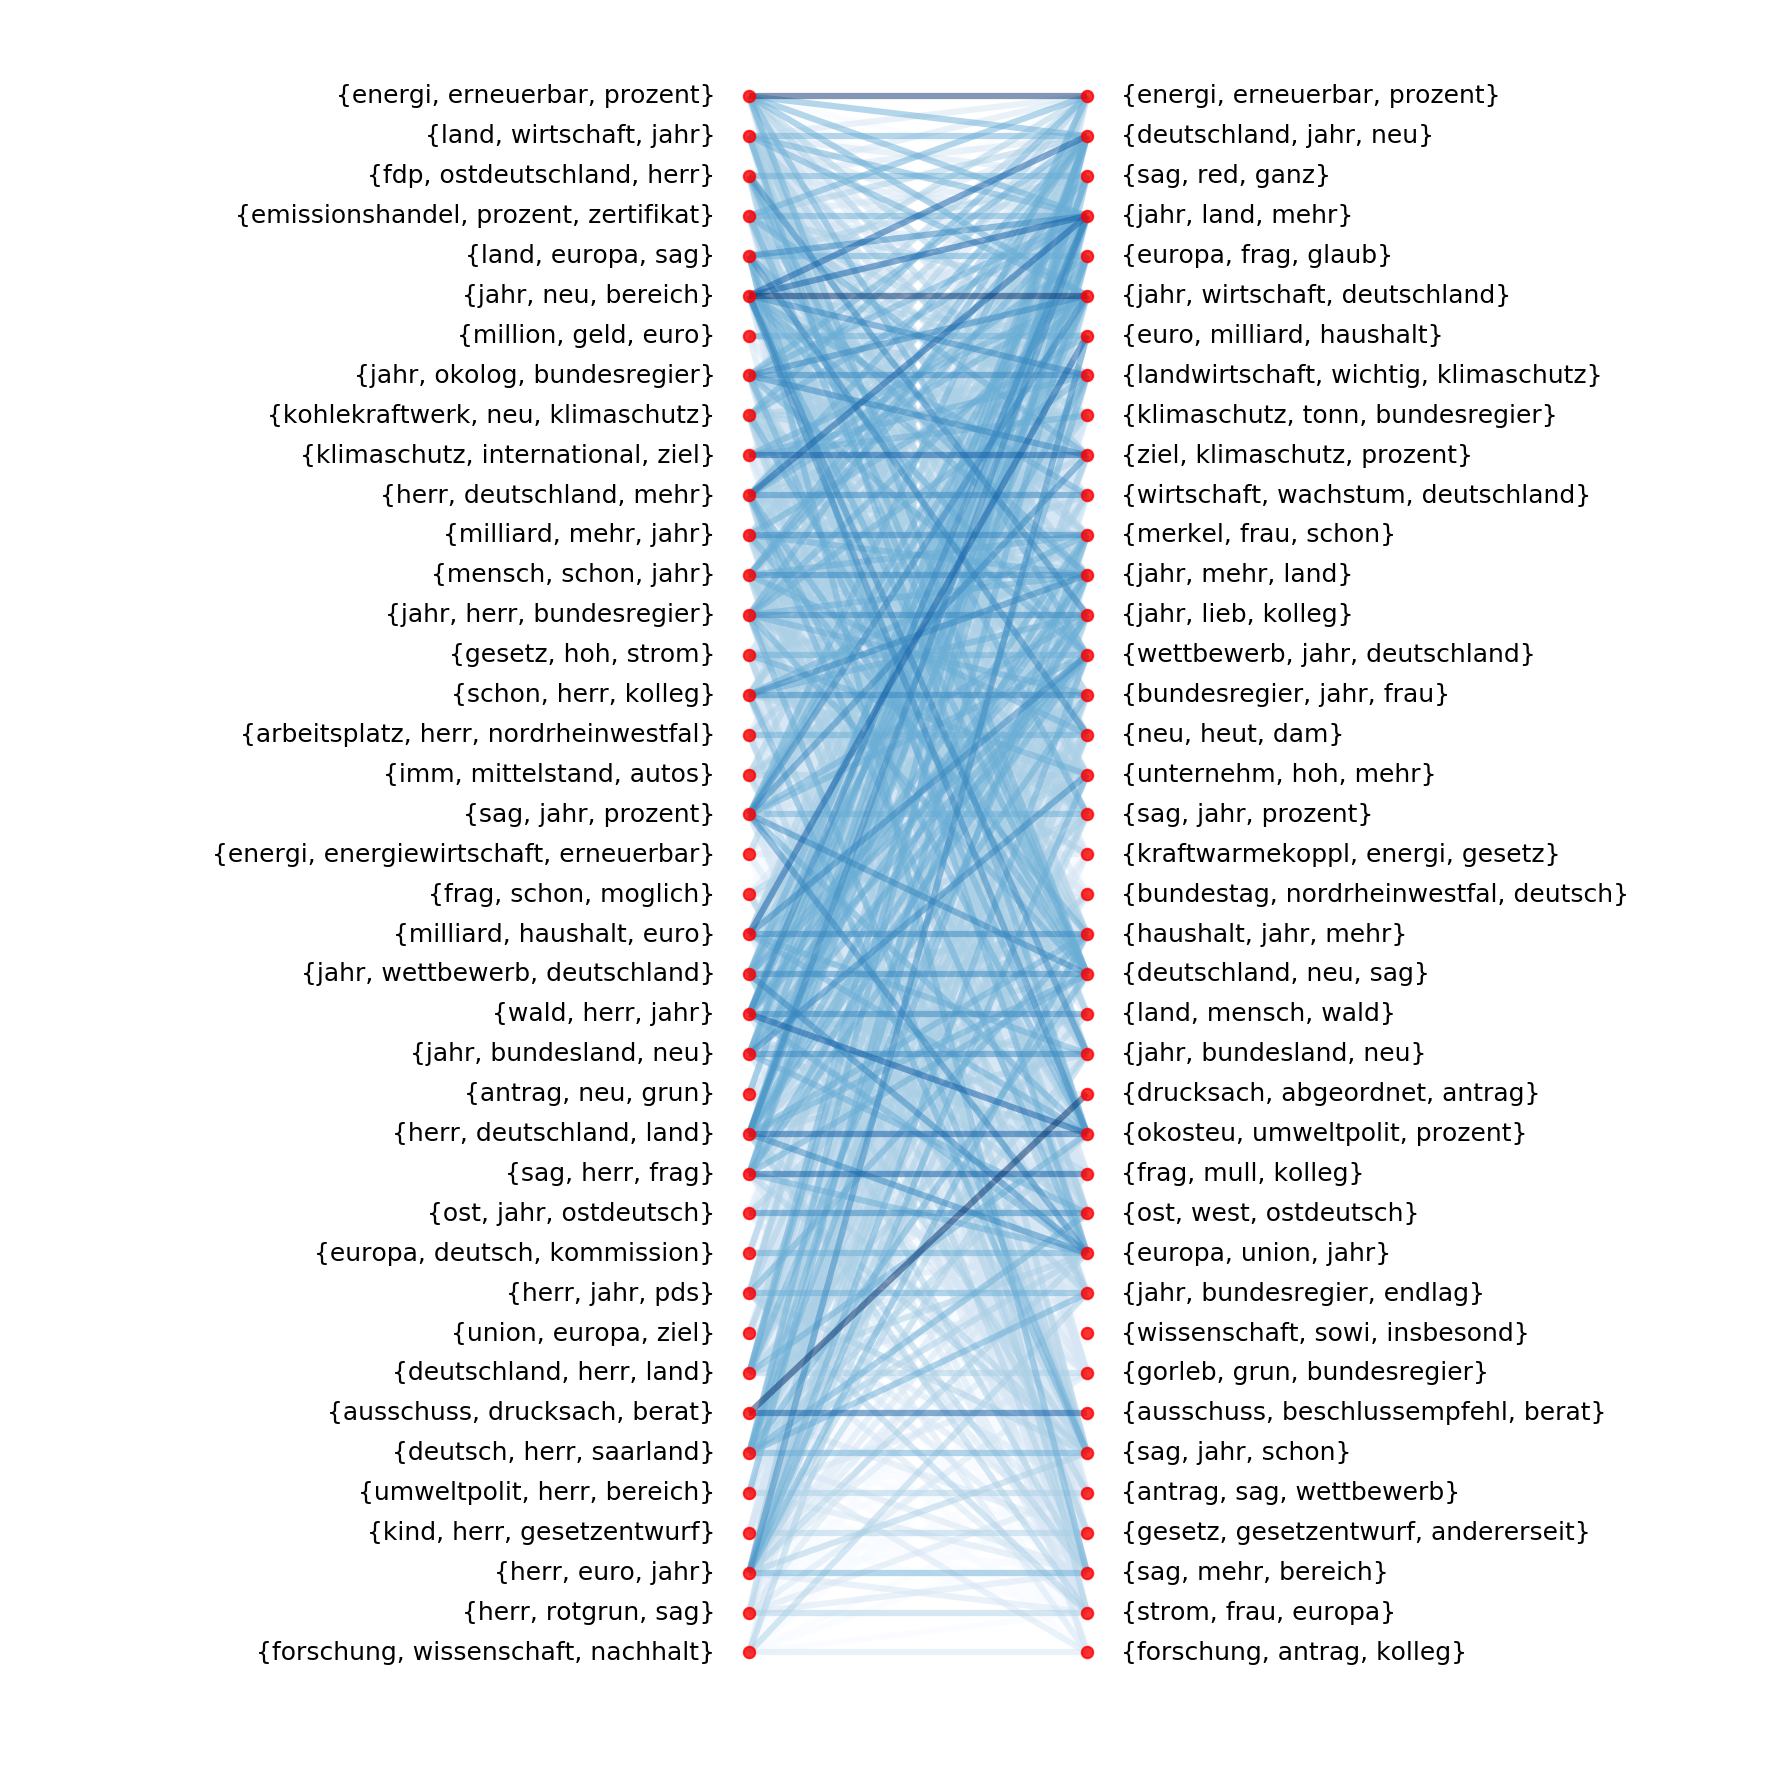 {energi, erneuerbar, prozent} {energi, erneuerbar, prozent}
{land, wirtschaft, jahr} {deutschland, jahr, neu}
{fdp, ostdeutschland, herr} {sag, red, ganz}
{emissionshandel, prozent, zertifikat} {jahr, land, mehr}
{land, europa, sag} {europa, frag, glaub}
{jahr, neu, bereich} {jahr, wirtschaft, deutschland}
{million, geld, euro} {euro, milliard, haushalt}
{jahr, okolog, bundesregier} {landwirtschaft, wichtig, klimaschutz}
{kohlekraftwerk, neu, klimaschutz} {klimaschutz, tonn, bundesregier}
{klimaschutz, international, ziel} {ziel, klimaschutz, prozent}
{herr, deutschland, mehr} {wirtschaft, wachstum, deutschland}
{milliard, mehr, jahr} {merkel, frau, schon}
{mensch, schon, jahr} {jahr, mehr, land}
{jahr, herr, bundesregier} {jahr, lieb, kolleg}
{gesetz, hoh, strom} {wettbewerb, jahr, deutschland}
{schon, herr, kolleg} {bundesregier, jahr, frau}
{arbeitsplatz, herr, nordrheinwestfal} {neu, heut, dam}
{imm, mittelstand, autos} {unternehm, hoh, mehr}
{sag, jahr, prozent} {sag, jahr, prozent}
{energi, energiewirtschaft, erneuerbar} {kraftwarmekoppl, energi, gesetz}
{frag, schon, moglich} {bundestag, nordrheinwestfal, deutsch}
{milliard, haushalt, euro} {haushalt, jahr, mehr}
{jahr, wettbewerb, deutschland} {deutschland, neu, sag}
{wald, herr, jahr} {land, mensch, wald}
{jahr, bundesland, neu} {jahr, bundesland, neu}
{antrag, neu, grun} {drucksach, abgeordnet, antrag}
{herr, deutschland, land} {okosteu, umweltpolit, prozent}
{sag, herr, frag} {frag, mull, kolleg}
{ost, jahr, ostdeutsch} {ost, west, ostdeutsch}
{europa, deutsch, kommission} {europa, union, jahr}
{herr, jahr, pds} {jahr, bundesregier, endlag}
{union, europa, ziel} {wissenschaft, sowi, insbesond}
{deutschland, herr, land} {gorleb, grun, bundesregier}
{ausschuss, drucksach, berat} {ausschuss, beschlussempfehl, berat}
{deutsch, herr, saarland} {sag, jahr, schon}
{umweltpolit, herr, bereich} {antrag, sag, wettbewerb}
{kind, herr, gesetzentwurf} {gesetz, gesetzentwurf, andererseit}
{herr, euro, jahr} {sag, mehr, bereich}
{herr, rotgrun, sag} {strom, frau, europa}
{forschung, wissenschaft, nachhalt} {forschung, antrag, kolleg}